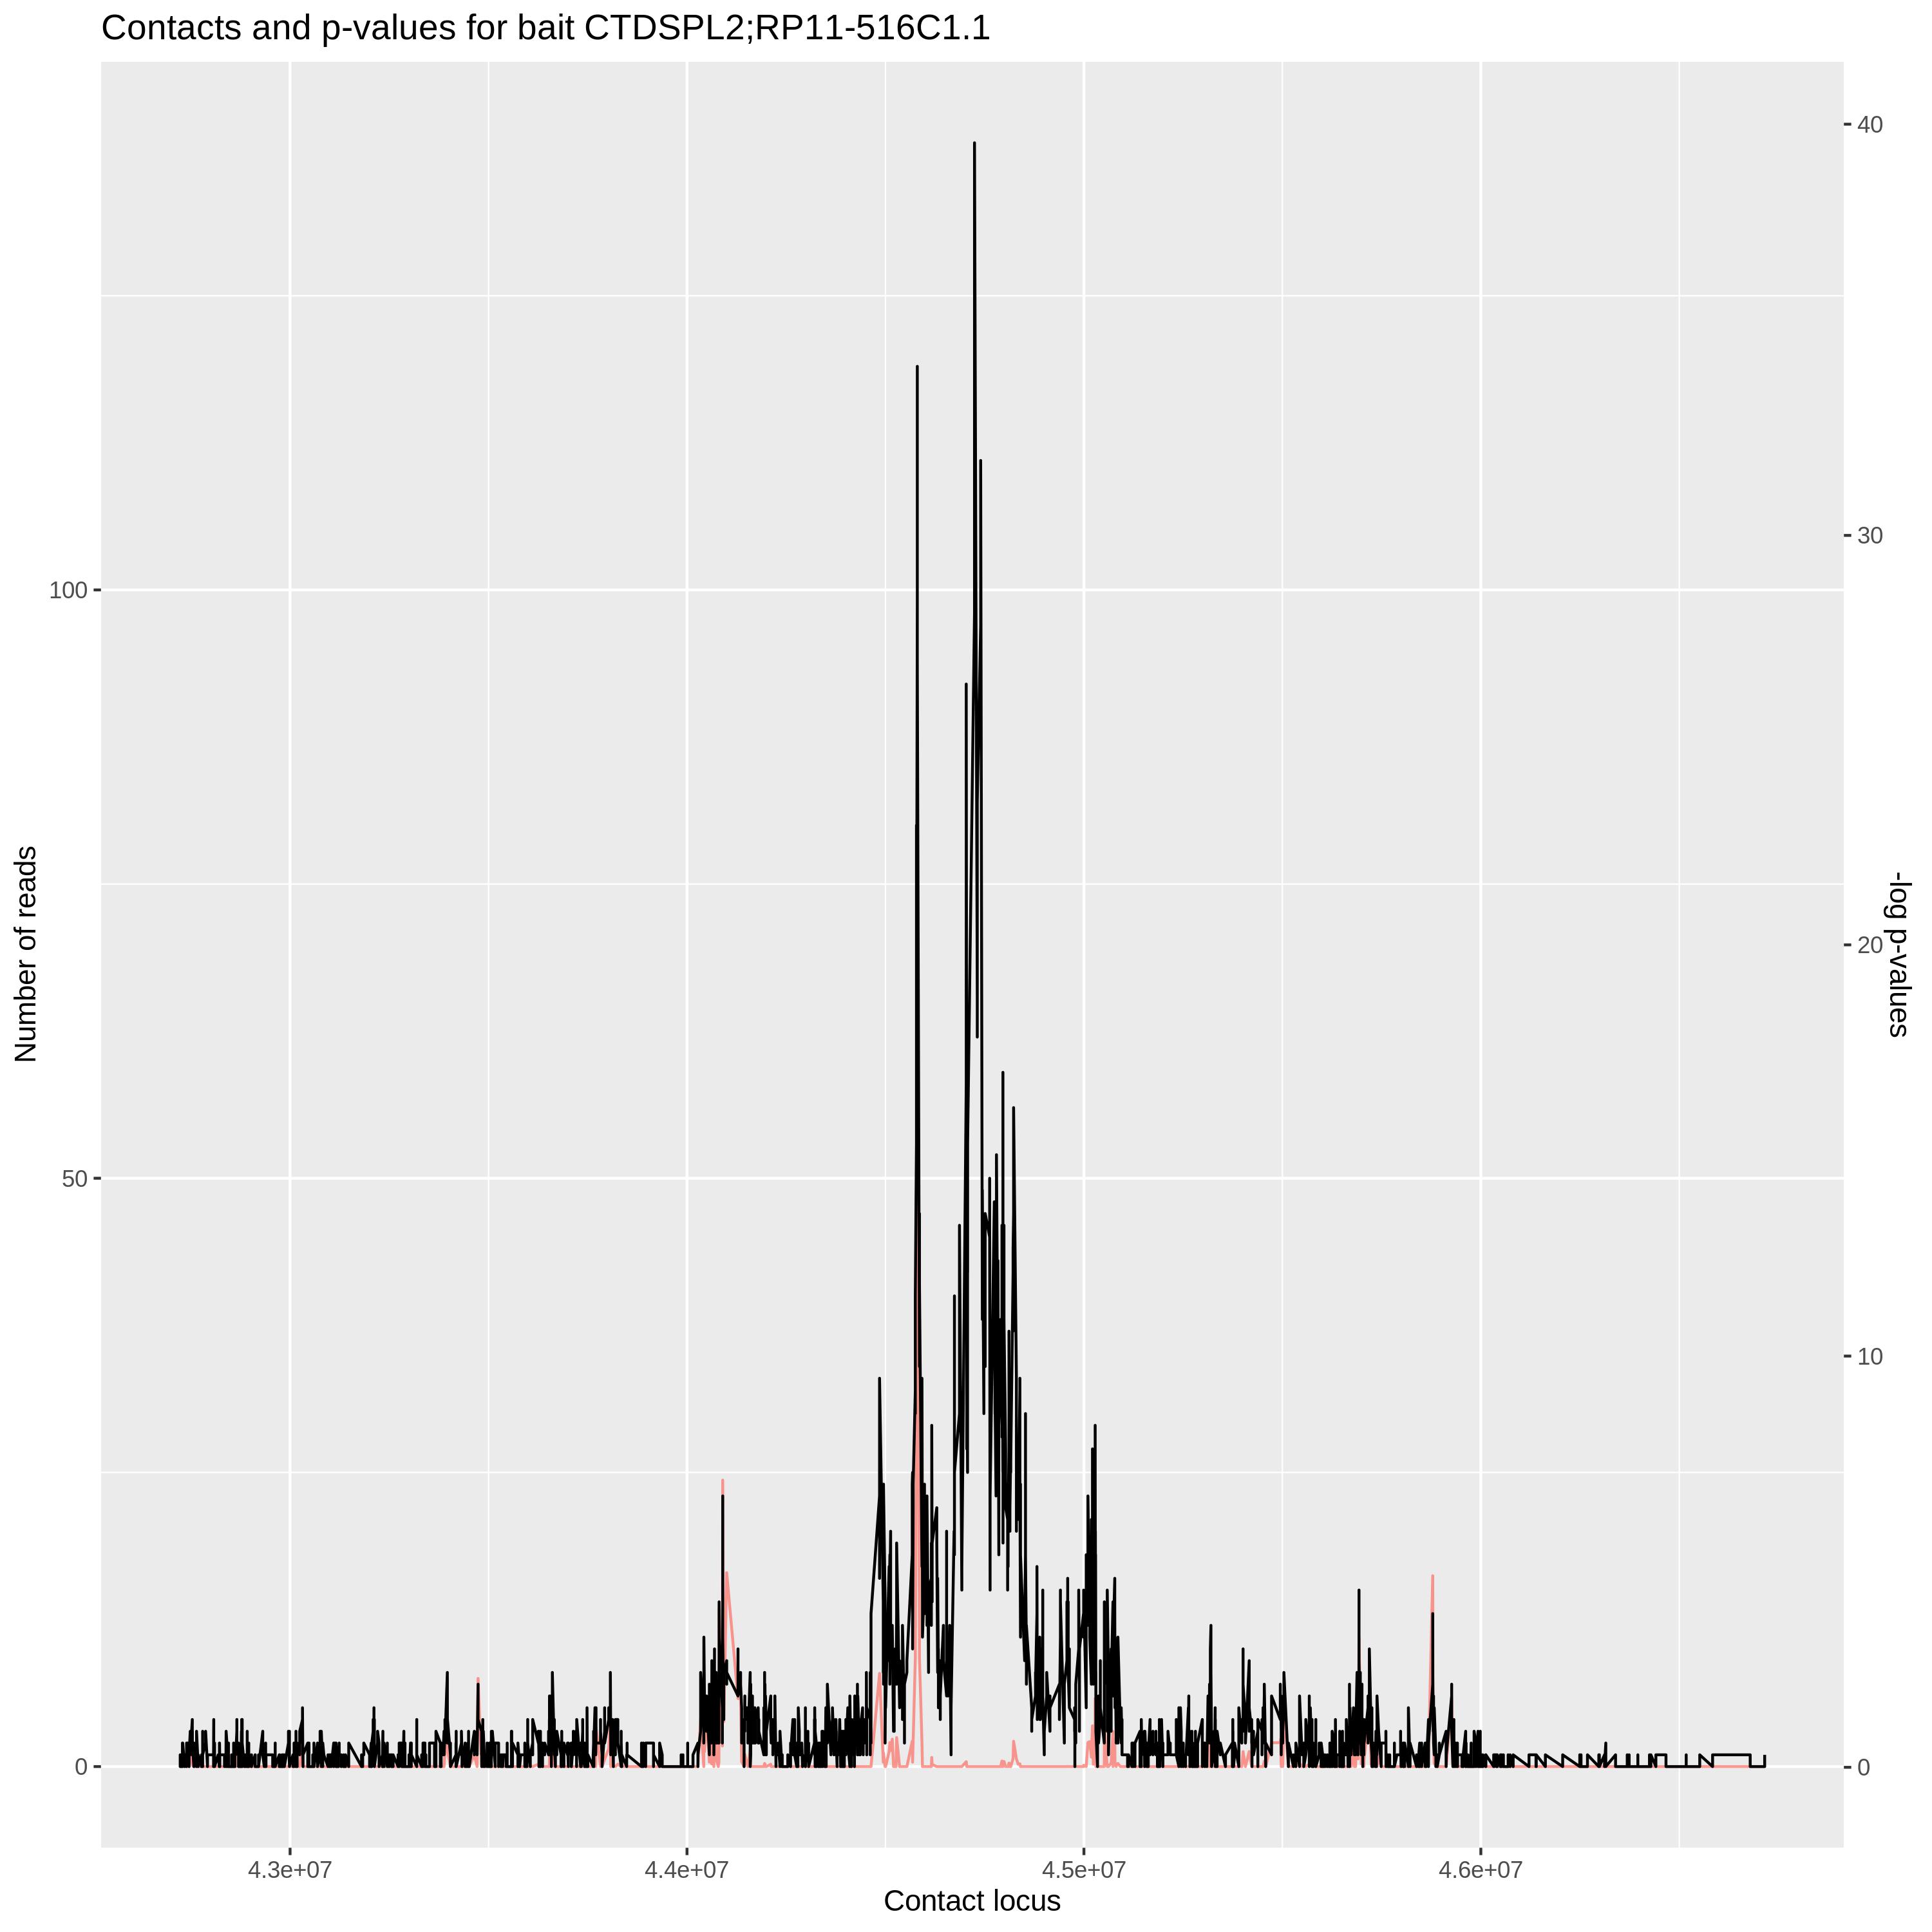 Contacts and p-values for bait CTDSPL2;RP11-516C1.1
40
30
100
Number of reads
-log p-values
20
50
10
0
0
4.3e+07
4.4e+07
4.5e+07
4.6e+07
Contact locus